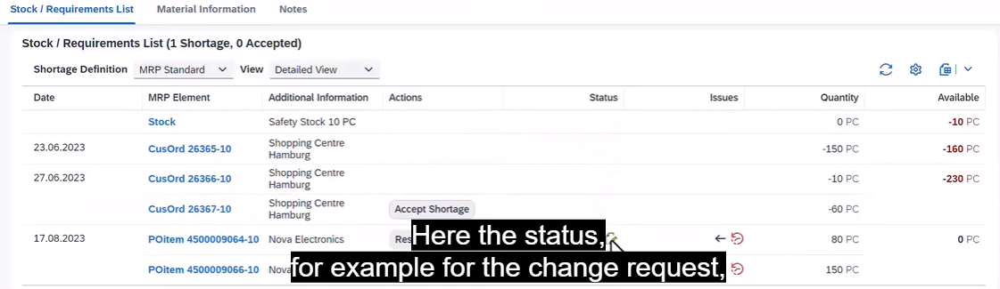 Stock / Requirements List Material Information Notes
Stock / Requirements List (1 Shortage, 0 Accepted)
Shortage Definition MRP Standard View Detailed View
Date MRP Element Additional Information Actions Status Issues Quantity Available
Stock Safety Stock 10 PC 0 PC -10 PC
23.06.2023 CusOrd 26365-10 Shopping Centre Hamburg -150 PC -160 PC
27.06.2023 CusOrd 26366-10 Shopping Centre Hamburg -10 PC -230 PC
CusOrd 26367-10 Shopping Centre Hamburg Accept Shortage -60 PC
17.08.2023 POitem 4500009064-10 Nova Electronics 80 PC 0 PC
POitem 4500009066-10 150 PC
Here the status,
for example for the change request,